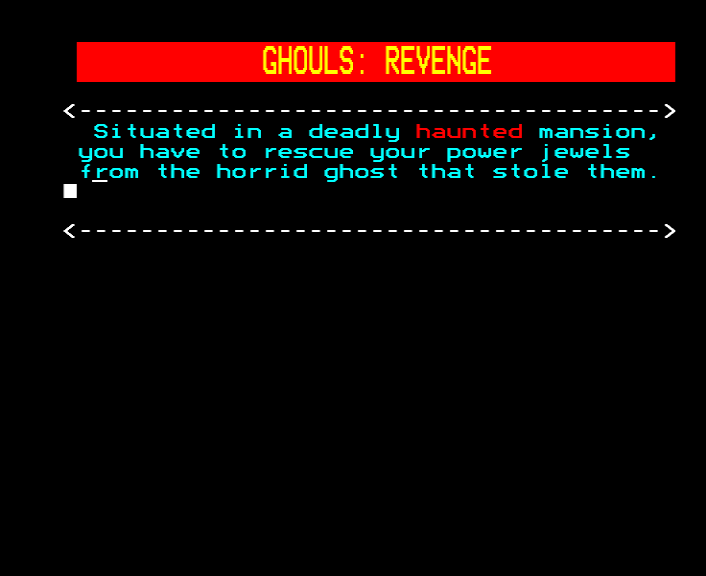 GHOULS: REVENGE
<-------------------------------------->
Situated in a deadly haunted mansion,
you have to rescue your power jewels
from the horrid ghost that stole them.
<-------------------------------------->